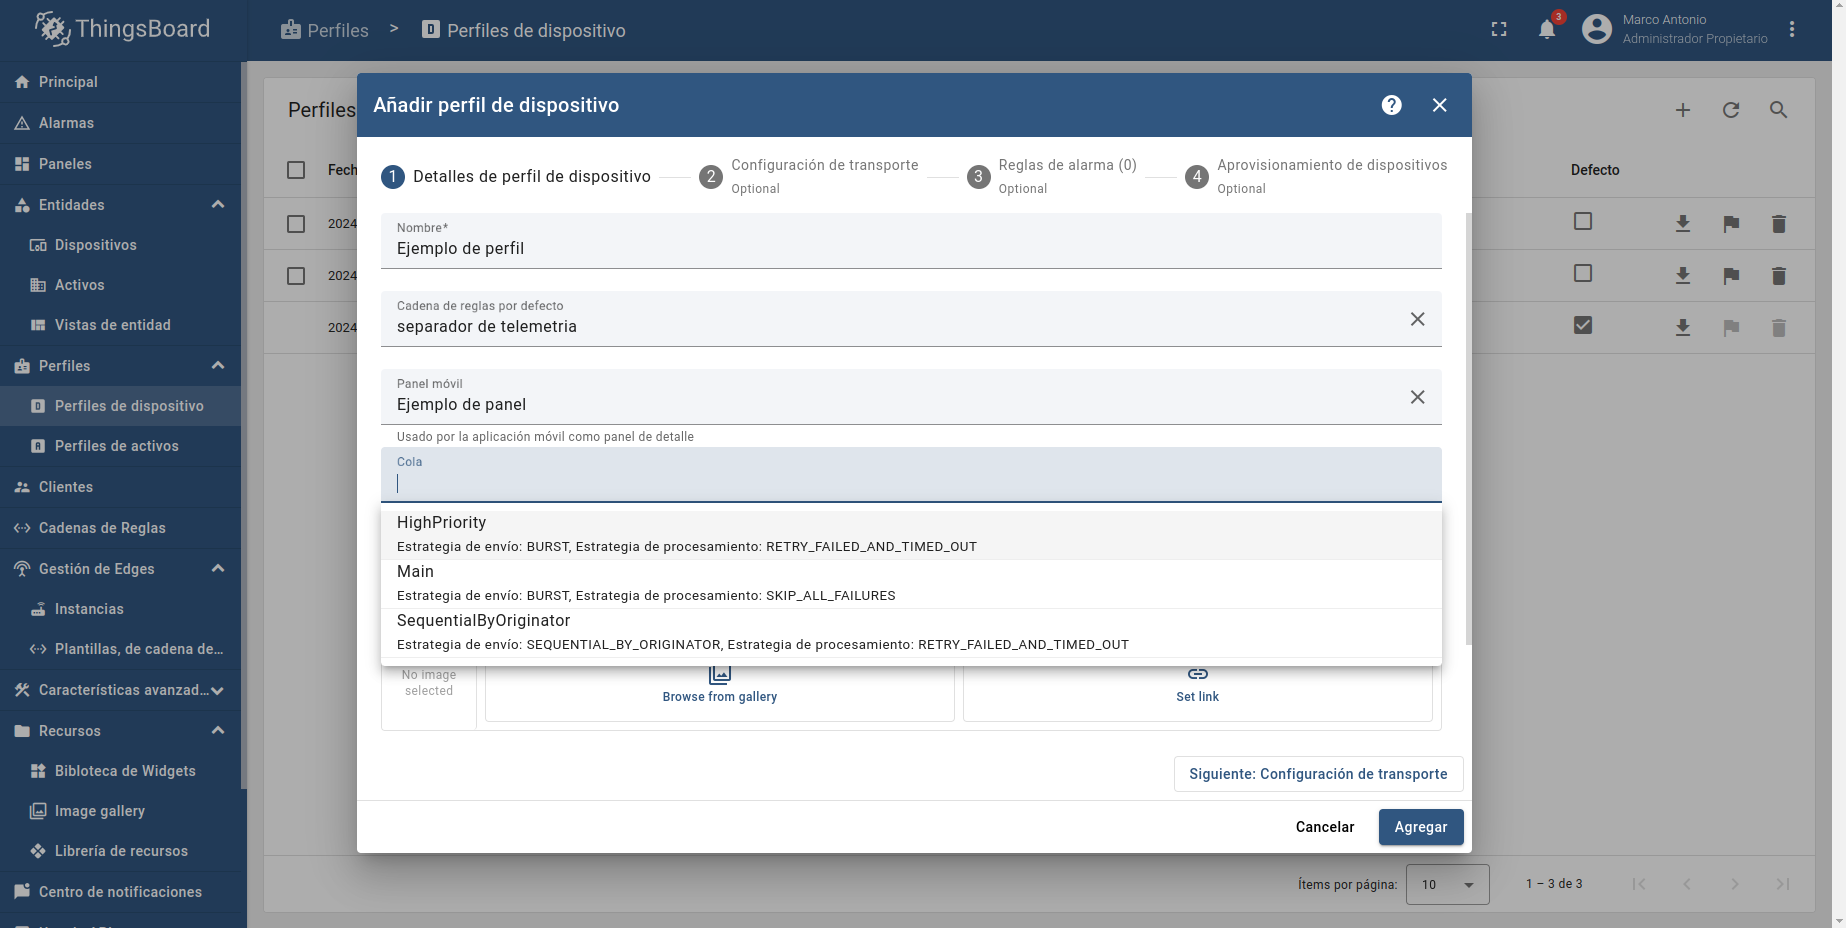 ThingsBoard
Perfiles > Perfiles de dispositivo
3
Marco Antonio
Administrador Propietario
Principal
Alarmas
Paneles
Entidades
Dispositivos
Activos
Vistas de entidad
Perfiles
Perfiles de dispositivo
Perfiles de activos
Clientes
Cadenas de Reglas
Gestión de Edges
Instancias
Plantillas, de cadena de...
Características avanzad...
Recursos
Bibloteca de Widgets
Image gallery
Librería de recursos
Centro de notificaciones
Perfiles
Fech
Defecto
2024
2024
2024
Añadir perfil de dispositivo
1 Detalles de perfil de dispositivo
2 Configuración de transporte
Optional
3 Reglas de alarma (0)
Optional
4 Aprovisionamiento de dispositivos
Optional
Nombre*
Ejemplo de perfil
Cadena de reglas por defecto
separador de telemetria
Panel móvil
Ejemplo de panel
Usado por la aplicación móvil como panel de detalle
Cola
HighPriority
Estrategia de envío: BURST, Estrategia de procesamiento: RETRY_FAILED_AND_TIMED_OUT
Main
Estrategia de envío: BURST, Estrategia de procesamiento: SKIP_ALL_FAILURES
SequentialByOriginator
Estrategia de envío: SEQUENTIAL_BY_ORIGINATOR, Estrategia de procesamiento: RETRY_FAILED_AND_TIMED_OUT
No image
selected
Browse from gallery
Set link
Siguiente: Configuración de transporte
Cancelar
Agregar
Ítems por página:
10
1 – 3 de 3